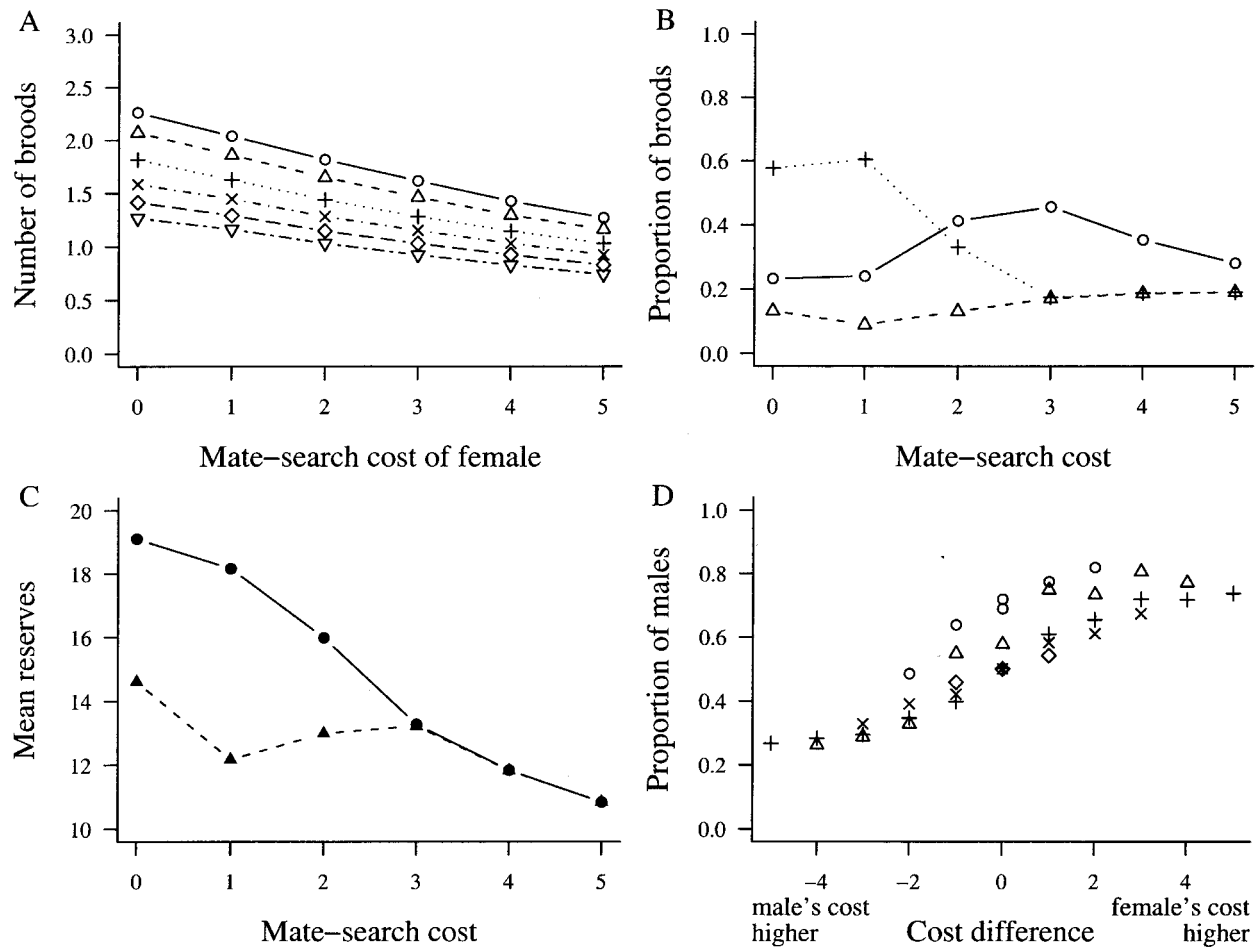 A
3.0
2.5
2.0
1.5
1.0
0.5
0.0
Number of broods
0 1 2 3 4 5
Mate-search cost of female
B
1.0
0.8
0.6
0.4
0.2
0.0
Proportion of broods
0 1 2 3 4 5
Mate-search cost
C
20
18
16
14
12
10
Mean reserves
0 1 2 3 4 5
Mate-search cost
D
1.0
0.8
0.6
0.4
0.2
0.0
Proportion of males
-4 -2 0 2 4
male's cost
higher
Cost difference
female's cost
higher